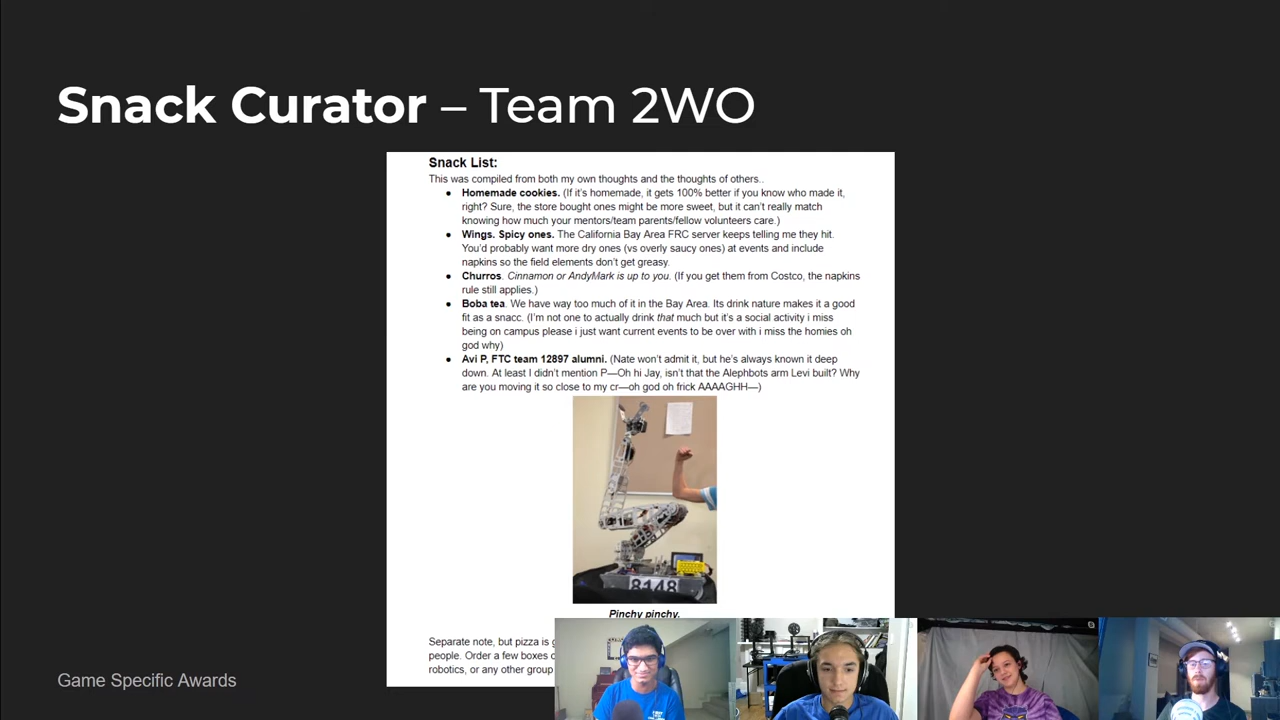 Snack Curator – Team 2WO
Snack List:
This was compiled from both my own thoughts and the thoughts of others..
● Homemade cookies. (If it's homemade, it gets 100% better if you know who made it,
right? Sure, the store bought ones might be more sweet, but it can't really match
knowing how much your mentors/team parents/fellow volunteers care.)
● Wings. Spicy ones. The California Bay Area FRC server keeps telling me they hit.
You'd probably want more dry ones (vs overly saucy ones) at events and include
napkins so the field elements don't get greasy.
● Churros. Cinnamon or AndyMark is up to you. (If you get them from Costco, the napkins
rule still applies.)
● Boba tea. We have way too much of it in the Bay Area. Its drink nature makes it a good
fit as a snacc. (I'm not one to actually drink that much but it's a social activity i miss
being on campus please i just want current events to be over with i miss the homies oh
god why)
● Avi P, FTC team 12897 alumni. (Nate won't admit it, but he's always known it deep
down. At least I didn't mention P—Oh hi Jay, isn't that the Alephbots arm Levi built? Why
are you moving it so close to my cr—oh god oh frick AAAAGHH—)
8148
Pinchy pinchy.
Separate note, but pizza is
people. Order a few boxes
robotics, or any other group
Game Specific Awards